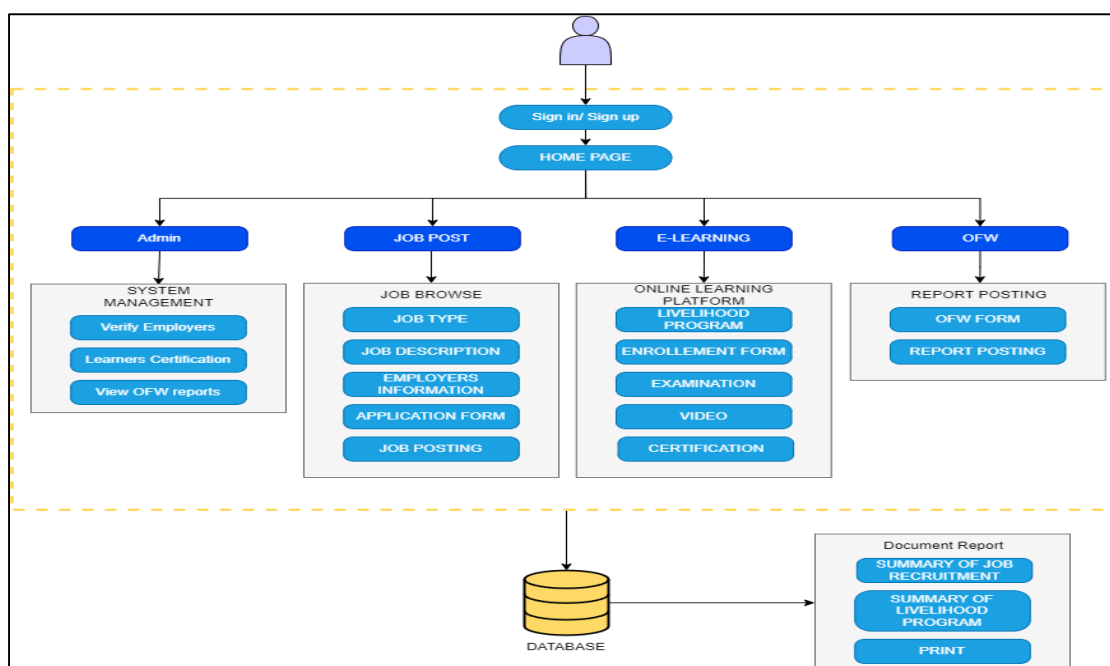 Sign in/ Sign up
HOME PAGE
Admin
JOB POST
E-LEARNING
OFW
SYSTEM
MANAGEMENT
Verify Employers
Learners Certification
View OFW reports
JOB BROWSE
JOB TYPE
JOB DESCRIPTION
EMPLOYERS
INFORMATION
APPLICATION FORM
JOB POSTING
ONLINE LEARNING
PLATFORM
LIVELIHOOD
PROGRAM
ENROLLEMENT FORM
EXAMINATION
VIDEO
CERTIFICATION
REPORT POSTING
OFW FORM
REPORT POSTING
DATABASE
Document Report
SUMMARY OF JOB
RECRUITMENT
SUMMARY OF
LIVELIHOOD
PROGRAM
PRINT